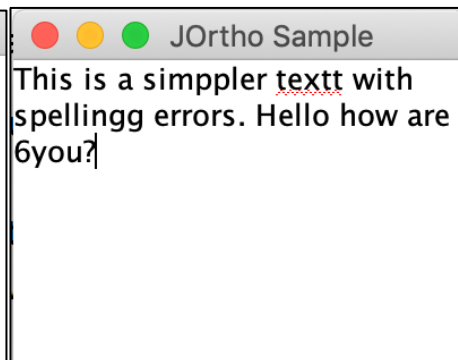 JOrtho Sample
This is a simppler textt with
spellingg errors. Hello how are
6you?